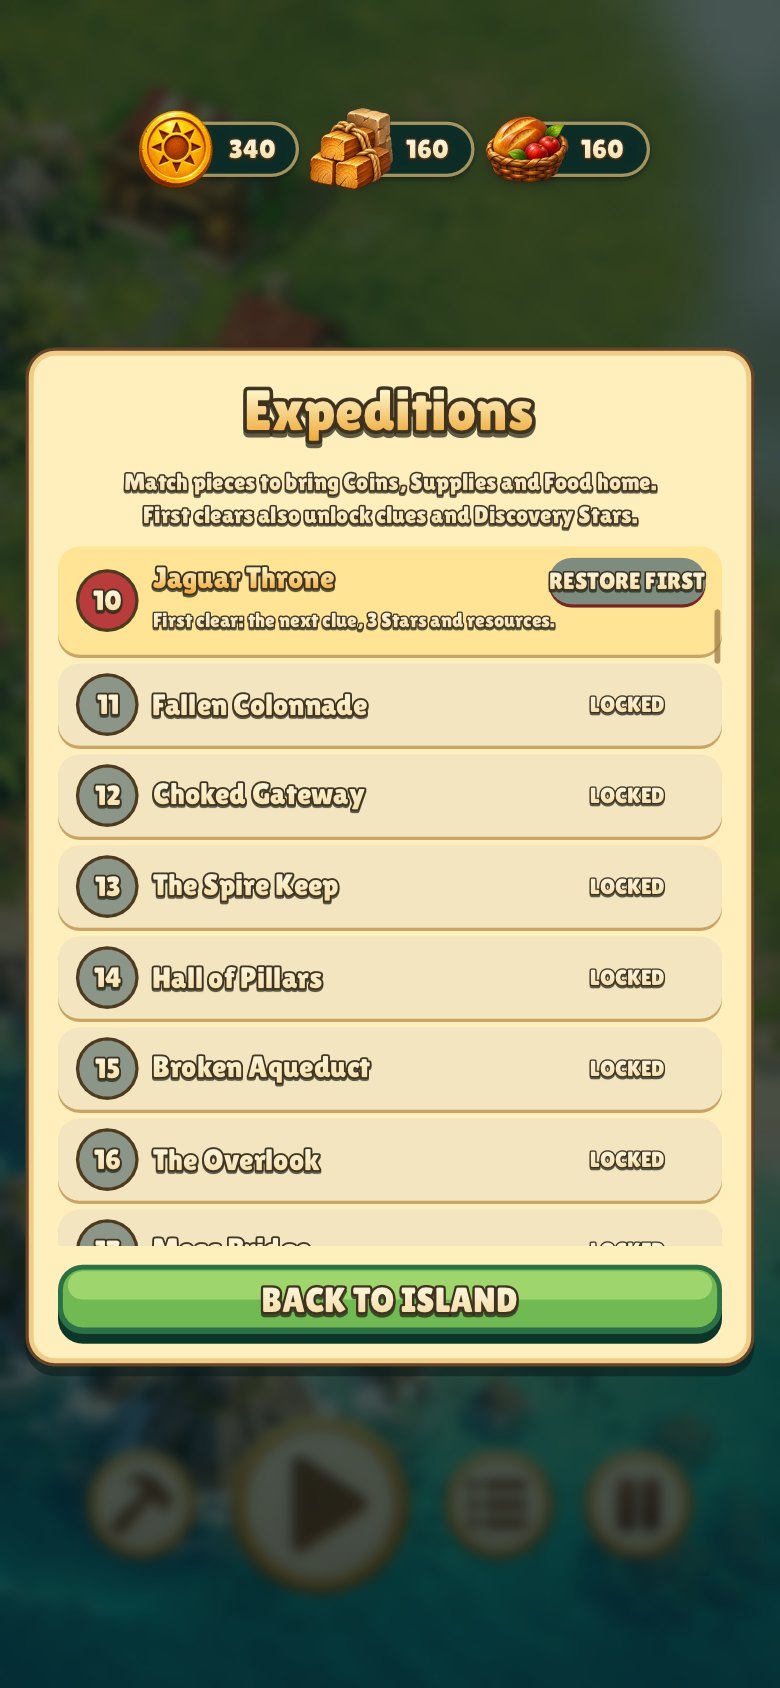 340
160
160
Expeditions
Match pieces to bring Coins, Supplies and Food home.
First clears also unlock clues and Discovery Stars.
10
Jaguar Throne
RESTORE FIRST
First clear: the next clue, 3 Stars and resources.
11
Fallen Colonnade
LOCKED
12
Choked Gateway
LOCKED
13
The Spire Keep
LOCKED
14
Hall of Pillars
LOCKED
15
Broken Aqueduct
LOCKED
16
The Overlook
LOCKED
17
LOCKED
BACK TO ISLAND